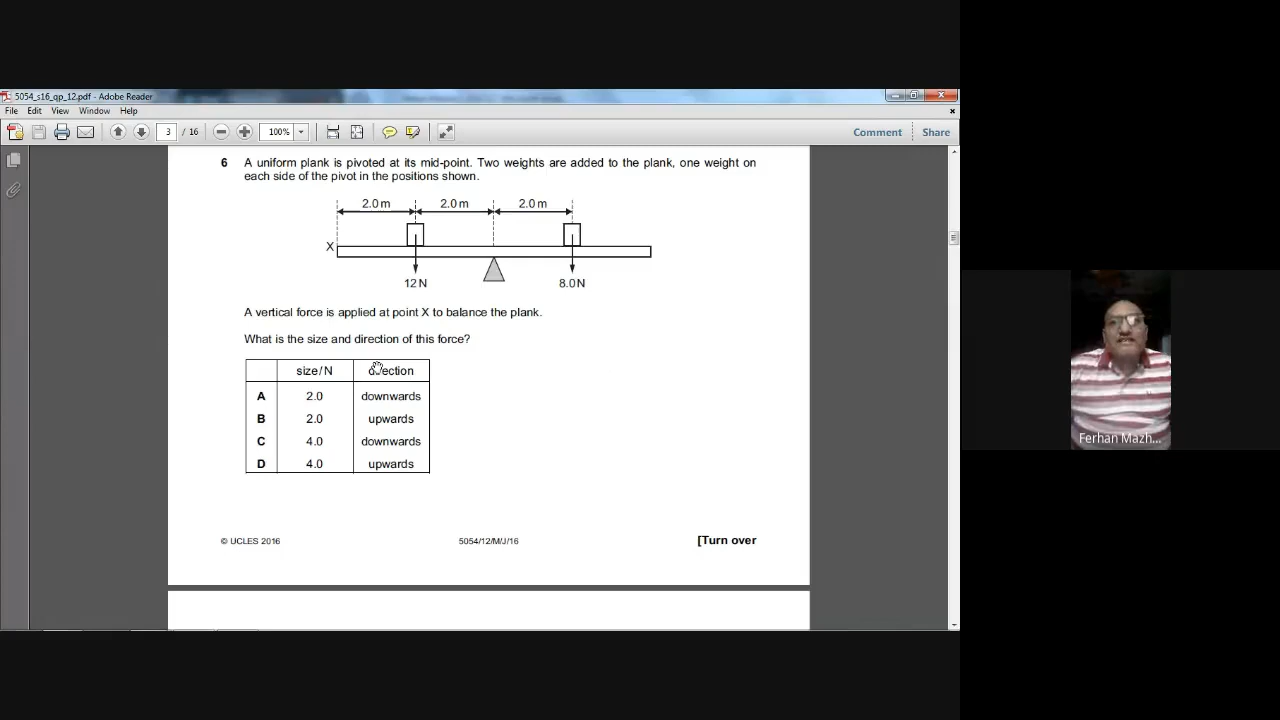 5054_s16_qp_12.pdf - Adobe Reader
File Edit View Window Help
3 / 16 100% Comment Share
6 A uniform plank is pivoted at its mid-point. Two weights are added to the plank, one weight on
each side of the pivot in the positions shown.
2.0 m 2.0 m 2.0 m
X
12 N 8.0 N
A vertical force is applied at point X to balance the plank.
What is the size and direction of this force?
size / N direction
A 2.0 downwards
B 2.0 upwards
C 4.0 downwards
D 4.0 upwards
© UCLES 2016 5054/12/M/J/16 [Turn over
Ferhan Mazh...